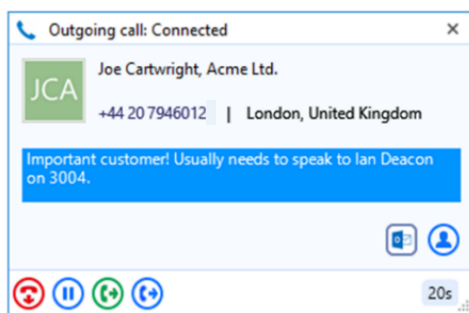 Outgoing call: Connected
JCA
Joe Cartwright, Acme Ltd.
+44 20 7946012 | London, United Kingdom
Important customer! Usually needs to speak to Ian Deacon
on 3004.
20s